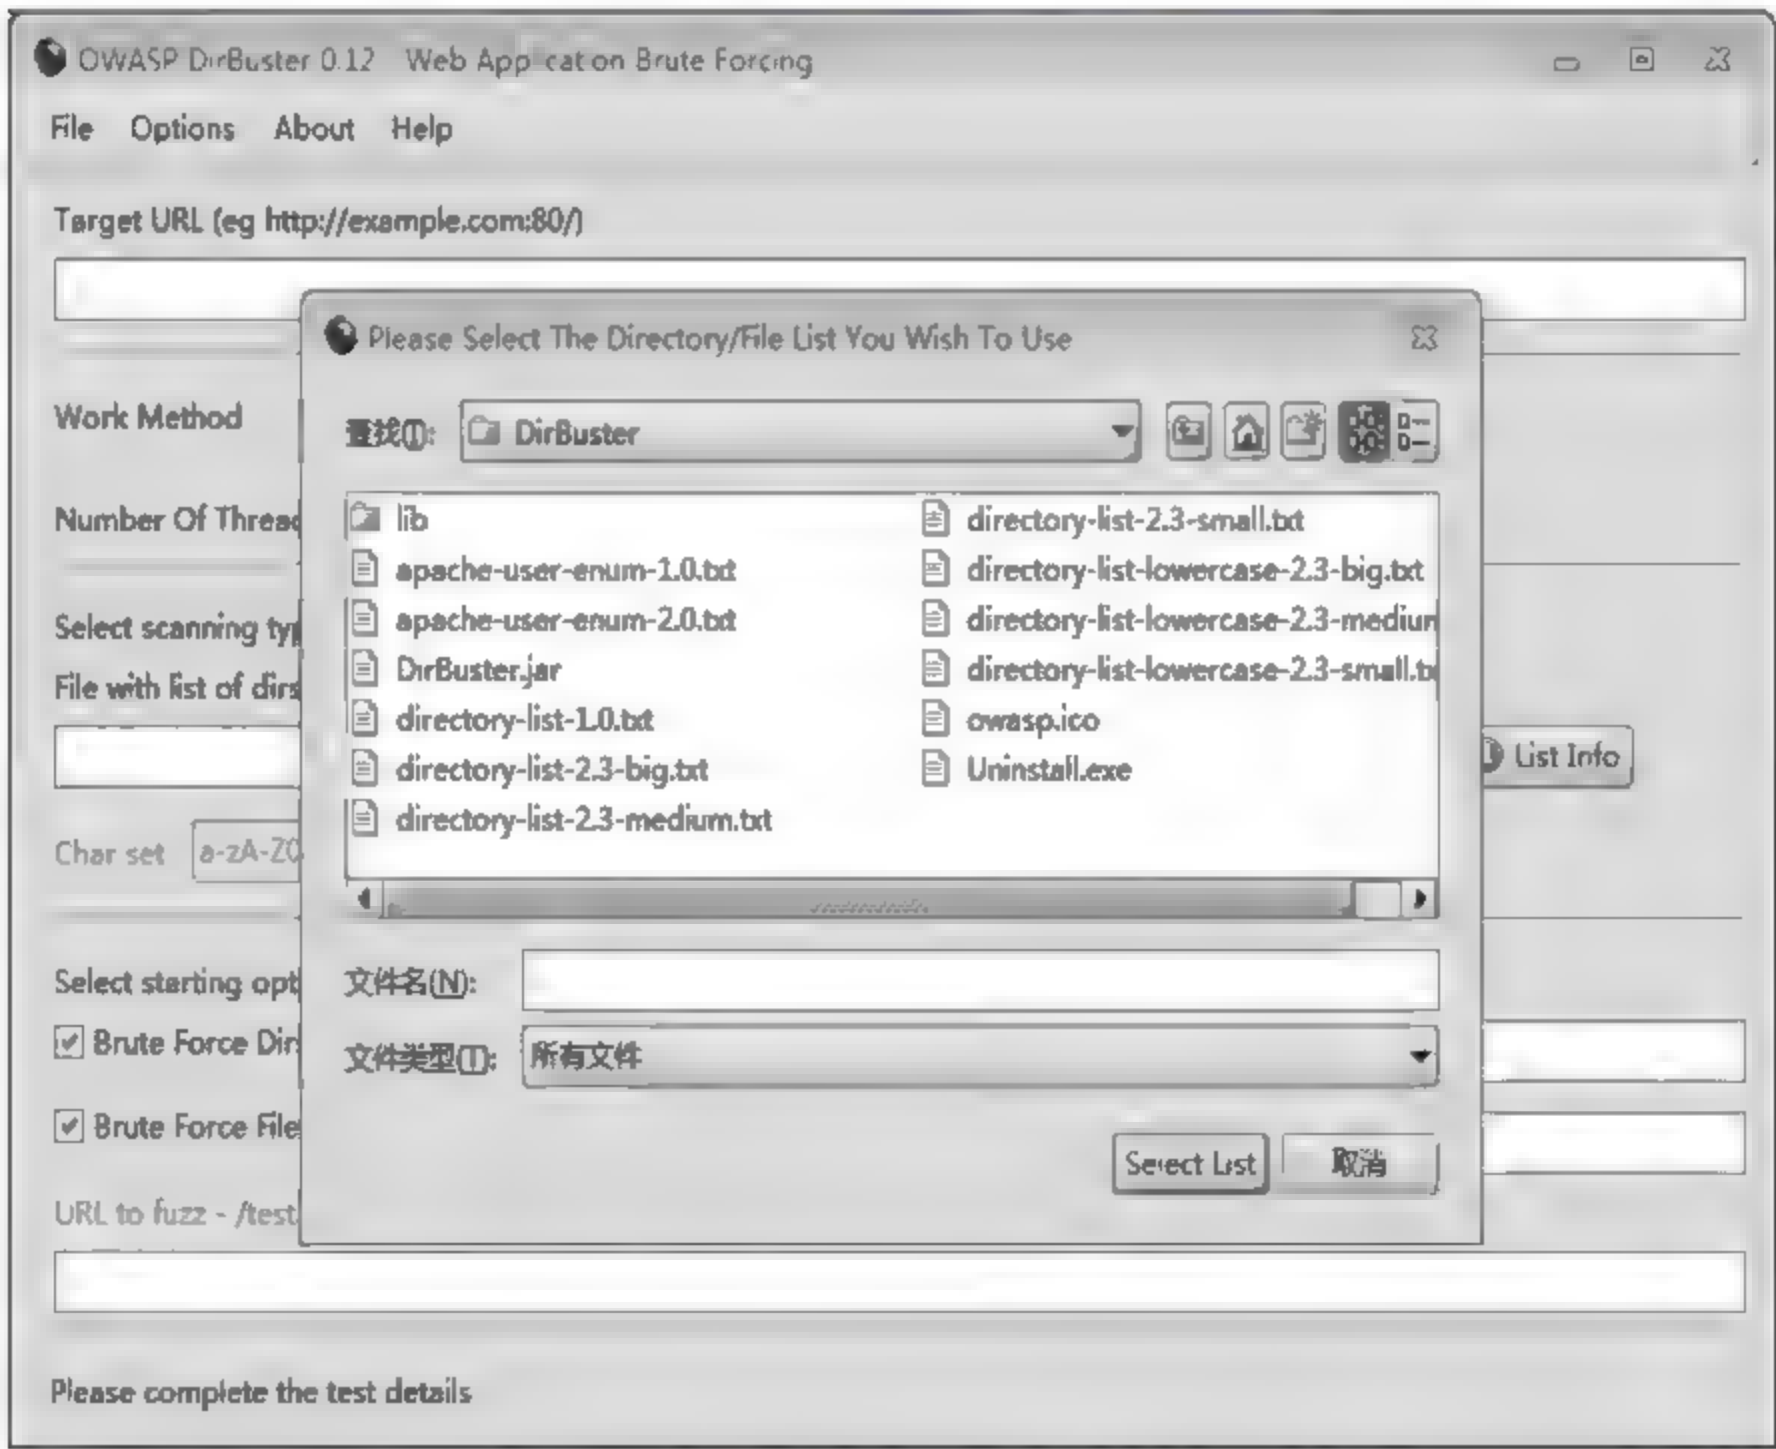 OWASP DirBuster 0.12 Web Application Brute Forcing
File Options About Help
Target URL (eg http://example.com:80/)
Please Select The Directory/File List You Wish To Use
Work Method
查找(I): DirBuster
Number Of Thread
lib
apache-user-enum-1.0.txt
apache-user-enum-2.0.txt
DirBuster.jar
directory-list-1.0.txt
directory-list-2.3-big.txt
directory-list-2.3-medium.txt
directory-list-2.3-small.txt
directory-list-lowercase-2.3-big.txt
directory-list-lowercase-2.3-medium
directory-list-lowercase-2.3-small.tx
owasp.ico
Uninstall.exe
Select scanning typ
File with list of dirs
List Info
Char set a-zA-Z0
Select starting opt
文件名(N):
Brute Force Dir
文件类型(T): 所有文件
Brute Force File
Select List 取消
URL to fuzz - /test.
Please complete the test details